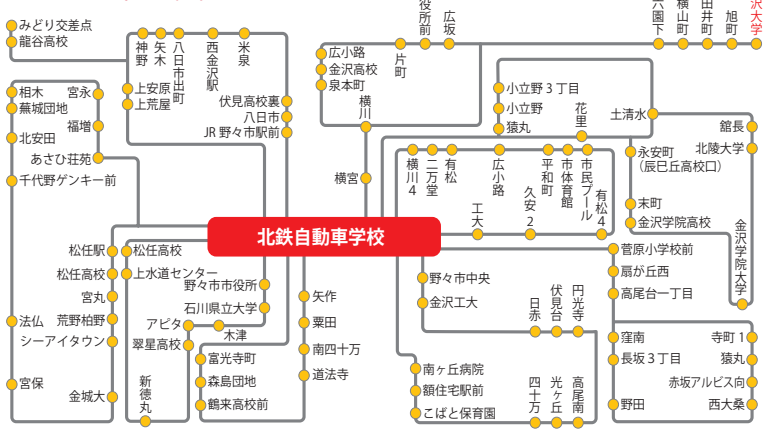 みどり交差点
龍谷高校
神野
矢木
八日市出町
西金沢駅
米泉
上安原
上荒屋
伏見高校裏
八日市
JR 野々市駅前
広小路
金沢高校
泉本町
片町
役所前
広坂
横川
横宮
六園下
横山町
田井町
旭町
沢大学
小立野３丁目
小立野
猿丸
花里
土清水
舘長
北陵大学
永安町
（辰巳丘高校口）
末町
金沢学院高校
金沢学院大学
相木
蕪城団地
宮永
福増
北安田
あさひ荘苑
千代野ゲンキー前
横川4
二万堂
有松
広小路
平和町
市体育館
市民プール
有松4
工大
久安2
北鉄自動車学校
松任駅
松任高校
松任高校
上水道センター
宮丸
荒野柏野
法仏
シーアイタウン
宮保
金城大
新徳丸
野々市市役所
石川県立大学
アピタ
木津
翠星高校
富光寺町
森島団地
鶴来高校前
矢作
粟田
南四十万
道法寺
野々市中央
金沢工大
日赤
伏見台
円光寺
南ヶ丘病院
額住宅駅前
こばと保育園
四十万
光ヶ丘
高尾南
菅原小学校前
扇が丘西
高尾台一丁目
窪南
長坂３丁目
野田
寺町1
猿丸
赤坂アルビス向
西大桑